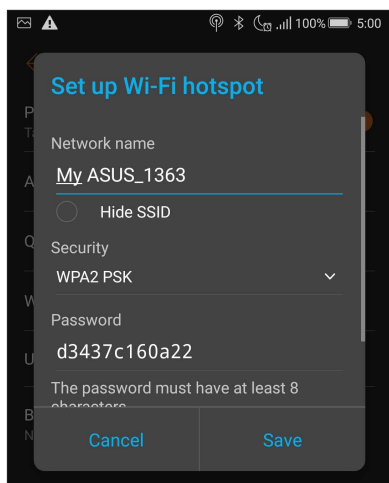 100% 5:00
Set up Wi-Fi hotspot
Network name
My ASUS_1363
Hide SSID
Security
WPA2 PSK
Password
d3437c160a22
The password must have at least 8
characters
Cancel
Save